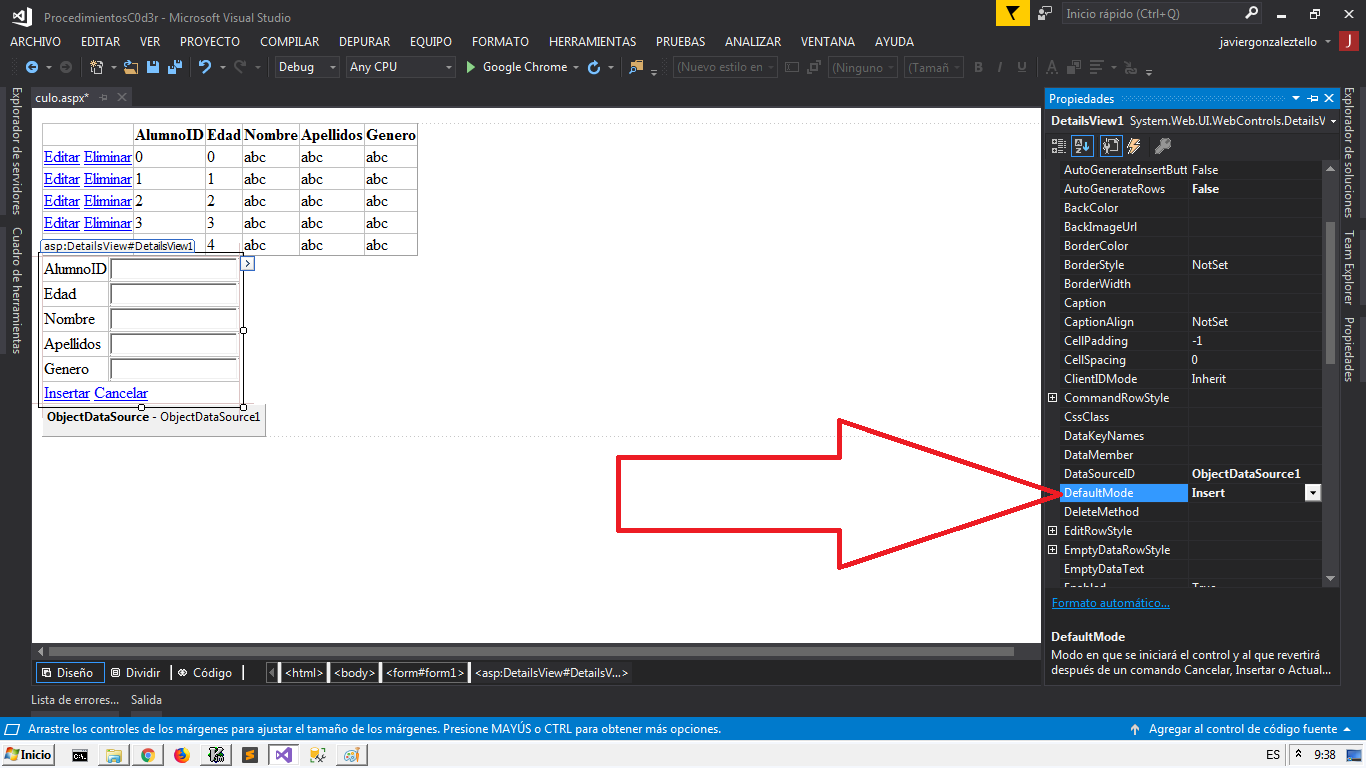 ProcedimientosC0d3r - Microsoft Visual Studio
Inicio rápido (Ctrl+Q)
ARCHIVO EDITAR VER PROYECTO COMPILAR DEPURAR EQUIPO FORMATO HERRAMIENTAS PRUEBAS ANALIZAR VENTANA AYUDA
javiergonzaleztello J
Debug Any CPU Google Chrome (Nuevo estilo en (Ninguno (Tamañ B I U A
Explorador de servidores
Cuadro de herramientas
culo.aspx*
AlumnoID Edad Nombre Apellidos Genero
Editar Eliminar 0 0 abc abc abc
Editar Eliminar 1 1 abc abc abc
Editar Eliminar 2 2 abc abc abc
Editar Eliminar 3 3 abc abc abc
asp:DetailsView#DetailsView1 4 abc abc abc
AlumnoID
Edad
Nombre
Apellidos
Genero
Insertar Cancelar
ObjectDataSource - ObjectDataSource1
Propiedades
DetailsView1 System.Web.UI.WebControls.DetailsV
AutoGenerateInsertButt False
AutoGenerateRows False
BackColor
BackImageUrl
BorderColor
BorderStyle NotSet
BorderWidth
Caption
CaptionAlign NotSet
CellPadding -1
CellSpacing 0
ClientIDMode Inherit
CommandRowStyle
CssClass
DataKeyNames
DataMember
DataSourceID ObjectDataSource1
DefaultMode Insert
DeleteMethod
EditRowStyle
EmptyDataRowStyle
EmptyDataText
Enabled True
Formato automático...
DefaultMode
Modo en que se iniciará el control y al que revertirá
después de un comando Cancelar, Insertar o Actual...
Explorador de soluciones
Team Explorer
Propiedades
Diseño Dividir Código <html> <body> <form#form1> <asp:DetailsView#DetailsV...>
Lista de errores... Salida
Arrastre los controles de los márgenes para ajustar el tamaño de los márgenes. Presione MAYÚS o CTRL para obtener más opciones.
Agregar al control de código fuente
Inicio ES 9:38